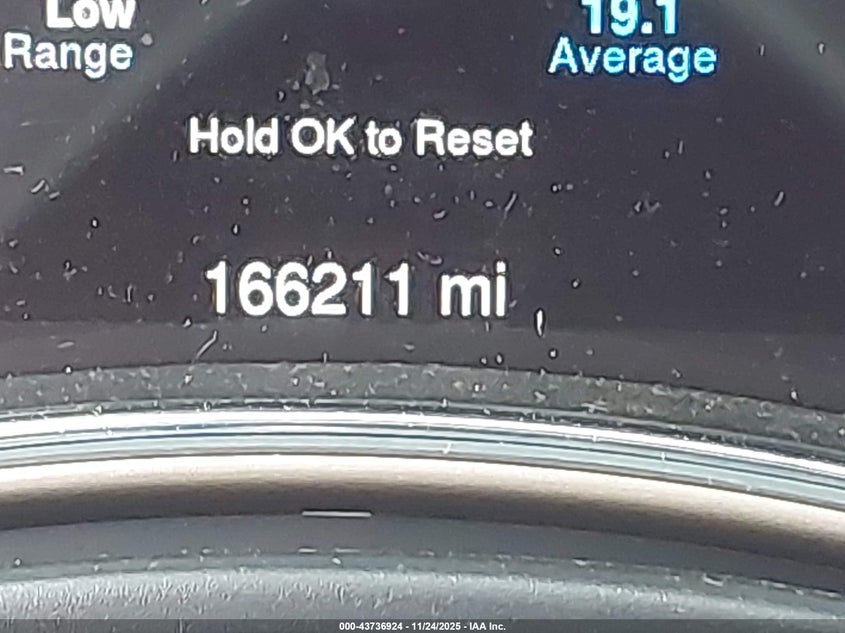 Low 19.1
Range Average
Hold OK to Reset
166211 mi
000-43736924 - 11/24/2025 - IAA Inc.